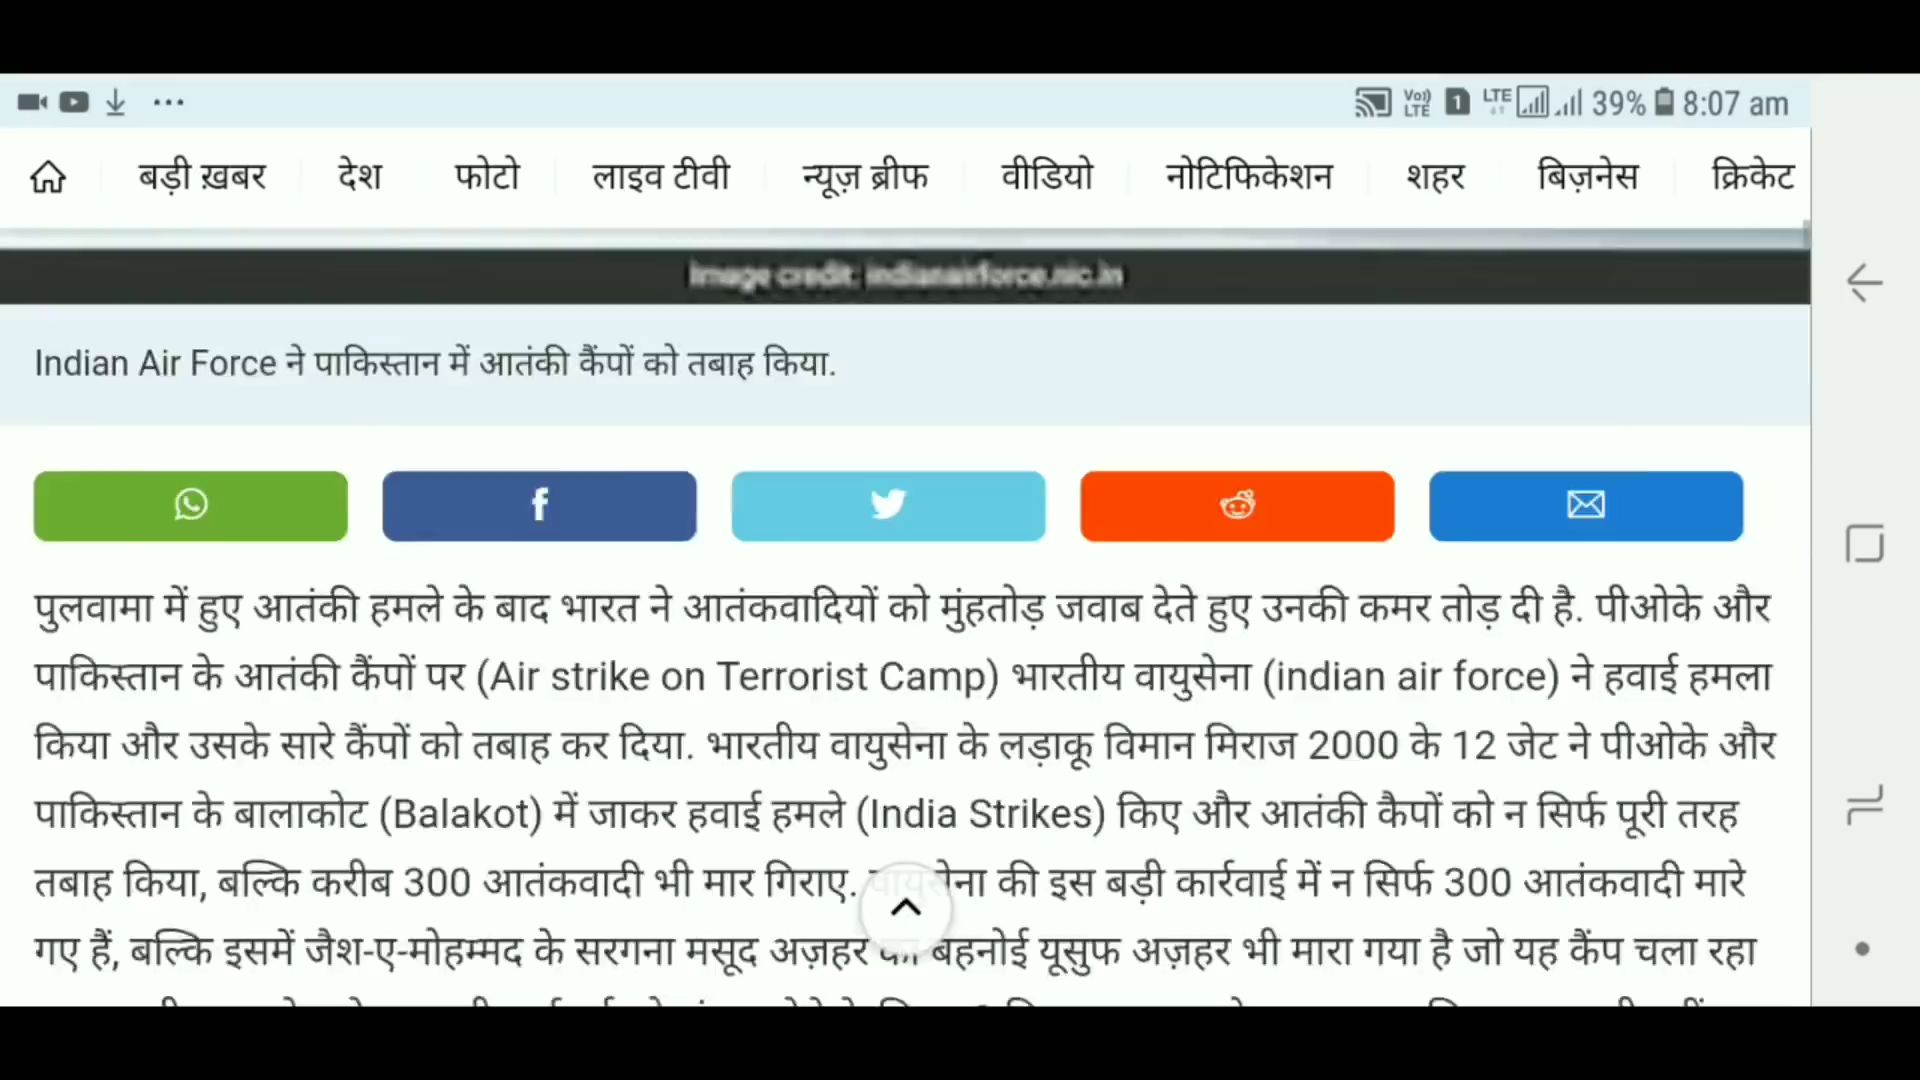 Vo)) LTE 1 LTE 39% 8:07 am
बड़ी ख़बर देश फोटो लाइव टीवी न्यूज़ ब्रीफ वीडियो नोटिफिकेशन शहर बिज़नेस क्रिकेट
Image credit: indianairforce.nic.in
Indian Air Force ने पाकिस्तान में आतंकी कैंपों को तबाह किया.
पुलवामा में हुए आतंकी हमले के बाद भारत ने आतंकवादियों को मुंहतोड़ जवाब देते हुए उनकी कमर तोड़ दी है. पीओके और
पाकिस्तान के आतंकी कैंपों पर (Air strike on Terrorist Camp) भारतीय वायुसेना (indian air force) ने हवाई हमला
किया और उसके सारे कैंपों को तबाह कर दिया. भारतीय वायुसेना के लड़ाकू विमान मिराज 2000 के 12 जेट ने पीओके और
पाकिस्तान के बालाकोट (Balakot) में जाकर हवाई हमले (India Strikes) किए और आतंकी कैपों को न सिर्फ पूरी तरह
तबाह किया, बल्कि करीब 300 आतंकवादी भी मार गिराए. वायुसेना की इस बड़ी कार्रवाई में न सिर्फ 300 आतंकवादी मारे
गए हैं, बल्कि इसमें जैश-ए-मोहम्मद के सरगना मसूद अज़हर का बहनोई यूसुफ अज़हर भी मारा गया है जो यह कैंप चला रहा